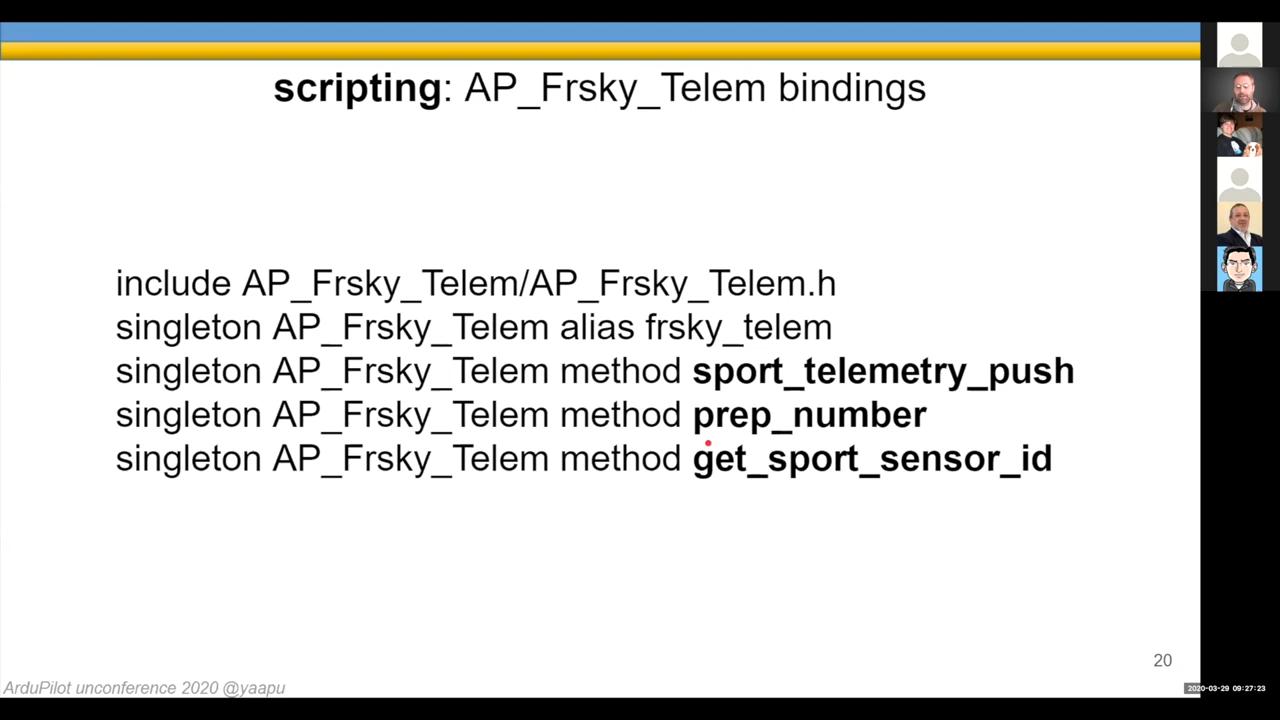 scripting: AP_Frsky_Telem bindings
include AP_Frsky_Telem/AP_Frsky_Telem.h
singleton AP_Frsky_Telem alias frsky_telem
singleton AP_Frsky_Telem method sport_telemetry_push
singleton AP_Frsky_Telem method prep_number
singleton AP_Frsky_Telem method get_sport_sensor_id
20
ArduPilot unconference 2020 @yaapu
2020-03-29 09:27:23